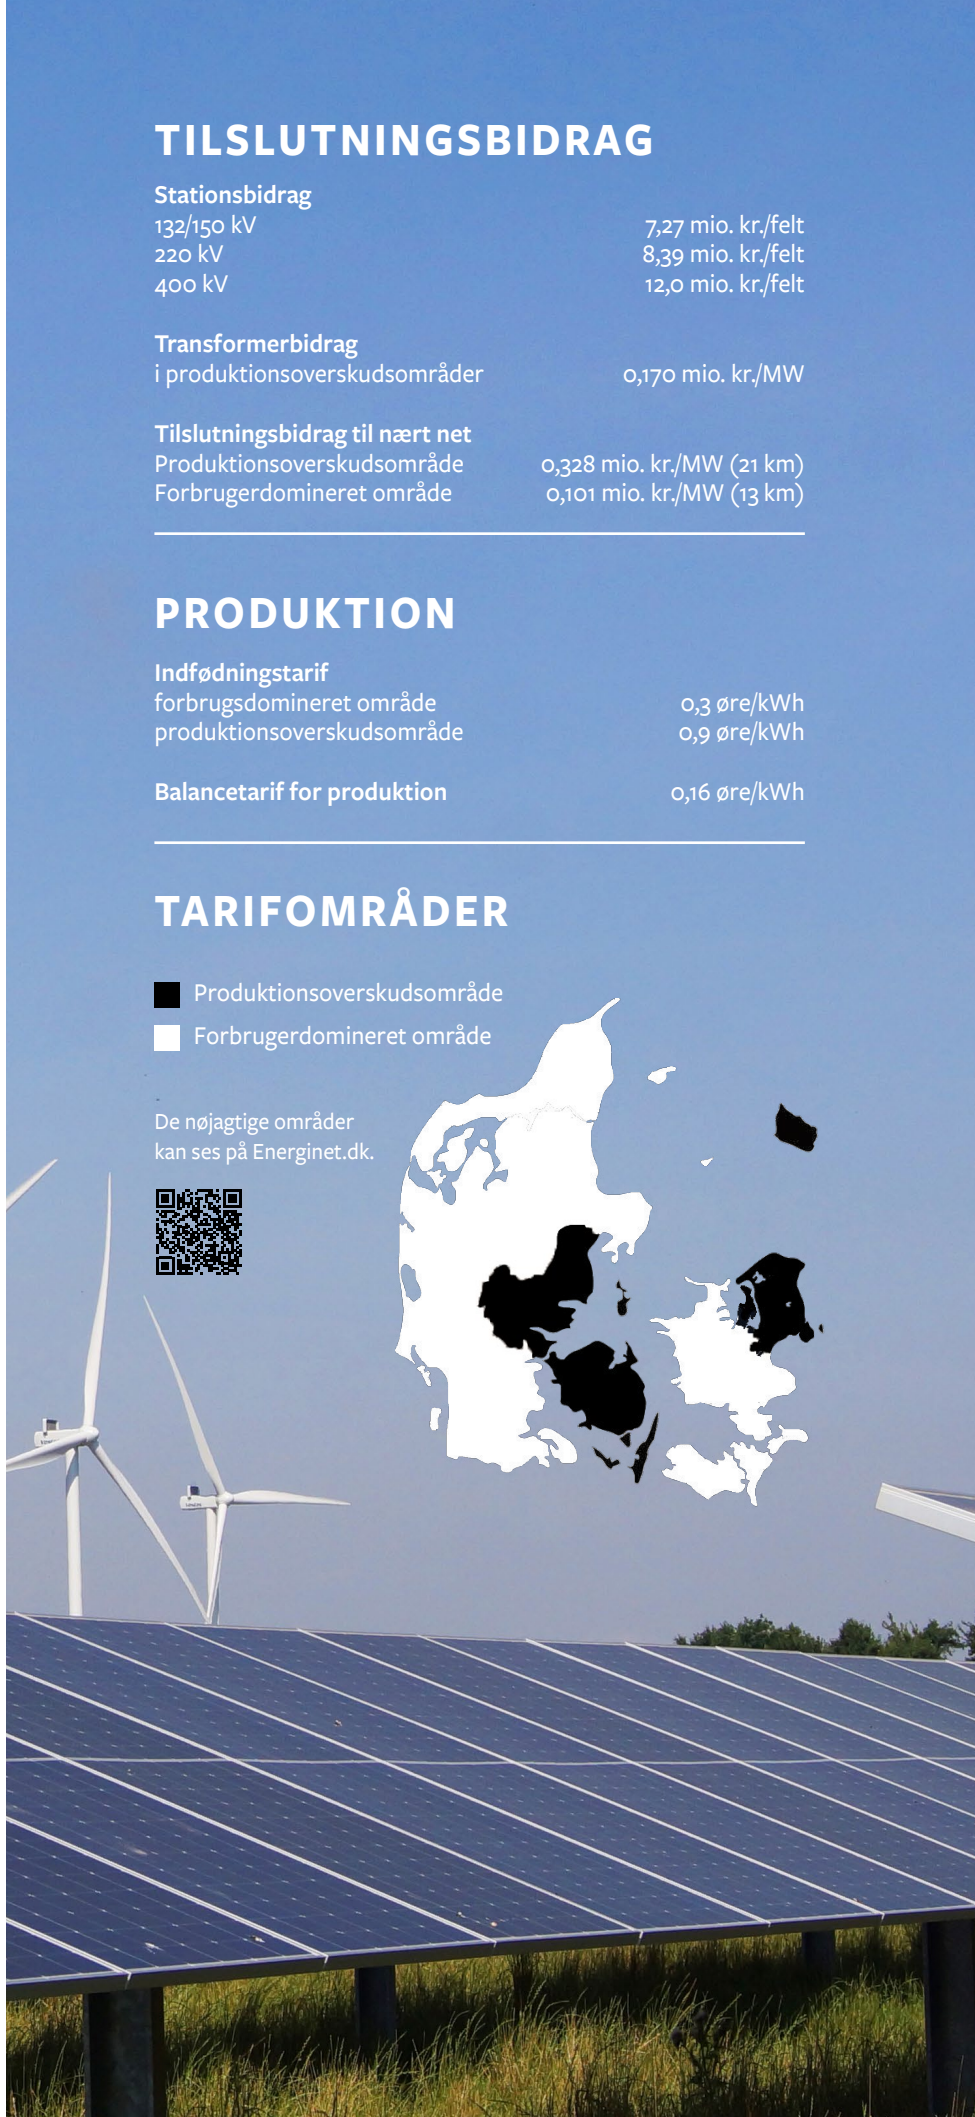 TILSLUTNINGSBIDRAG
Stationsbidrag
132/150 kV 7,27 mio. kr./felt
220 kV 8,39 mio. kr./felt
400 kV 12,0 mio. kr./felt
Transformerbidrag
i produktionsoverskudsområder 0,170 mio. kr./MW
Tilslutningsbidrag til nært net
Produktionsoverskudsområde 0,328 mio. kr./MW (21 km)
Forbrugerdomineret område 0,101 mio. kr./MW (13 km)
PRODUKTION
Indfødningstarif
forbrugsdomineret område 0,3 øre/kWh
produktionsoverskudsområde 0,9 øre/kWh
Balancetarif for produktion 0,16 øre/kWh
TARIFOMRÅDER
Produktionsoverskudsområde
Forbrugerdomineret område
De nøjagtige områder
kan ses på Energinet.dk.